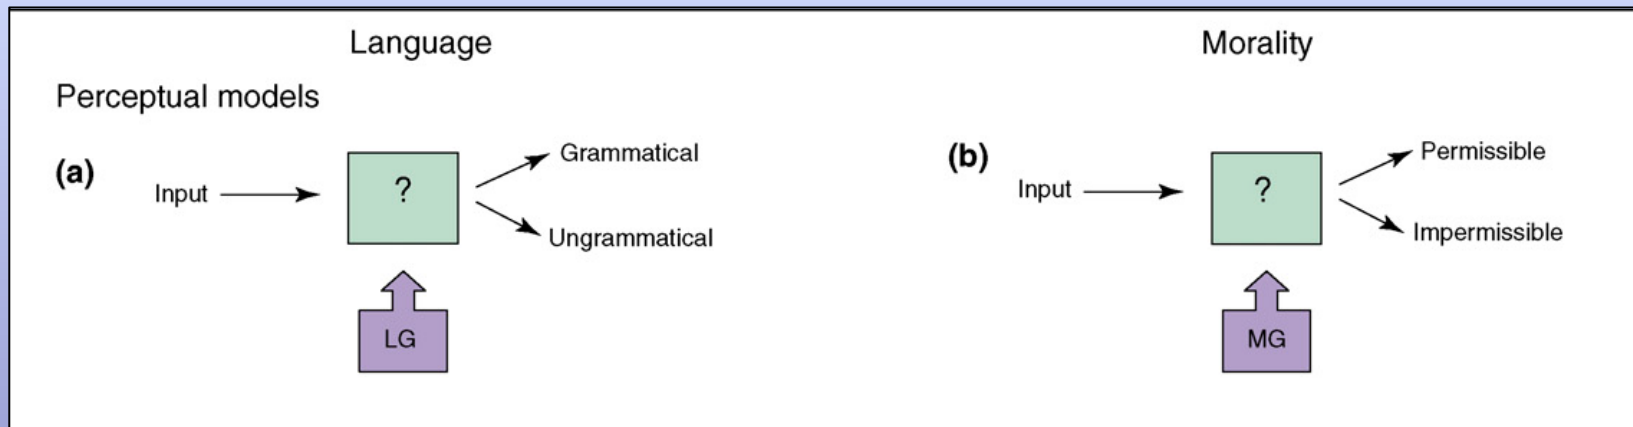 Language
Morality
Perceptual models
(a)
Input
?
Grammatical
Ungrammatical
LG
(b)
Input
?
Permissible
Impermissible
MG